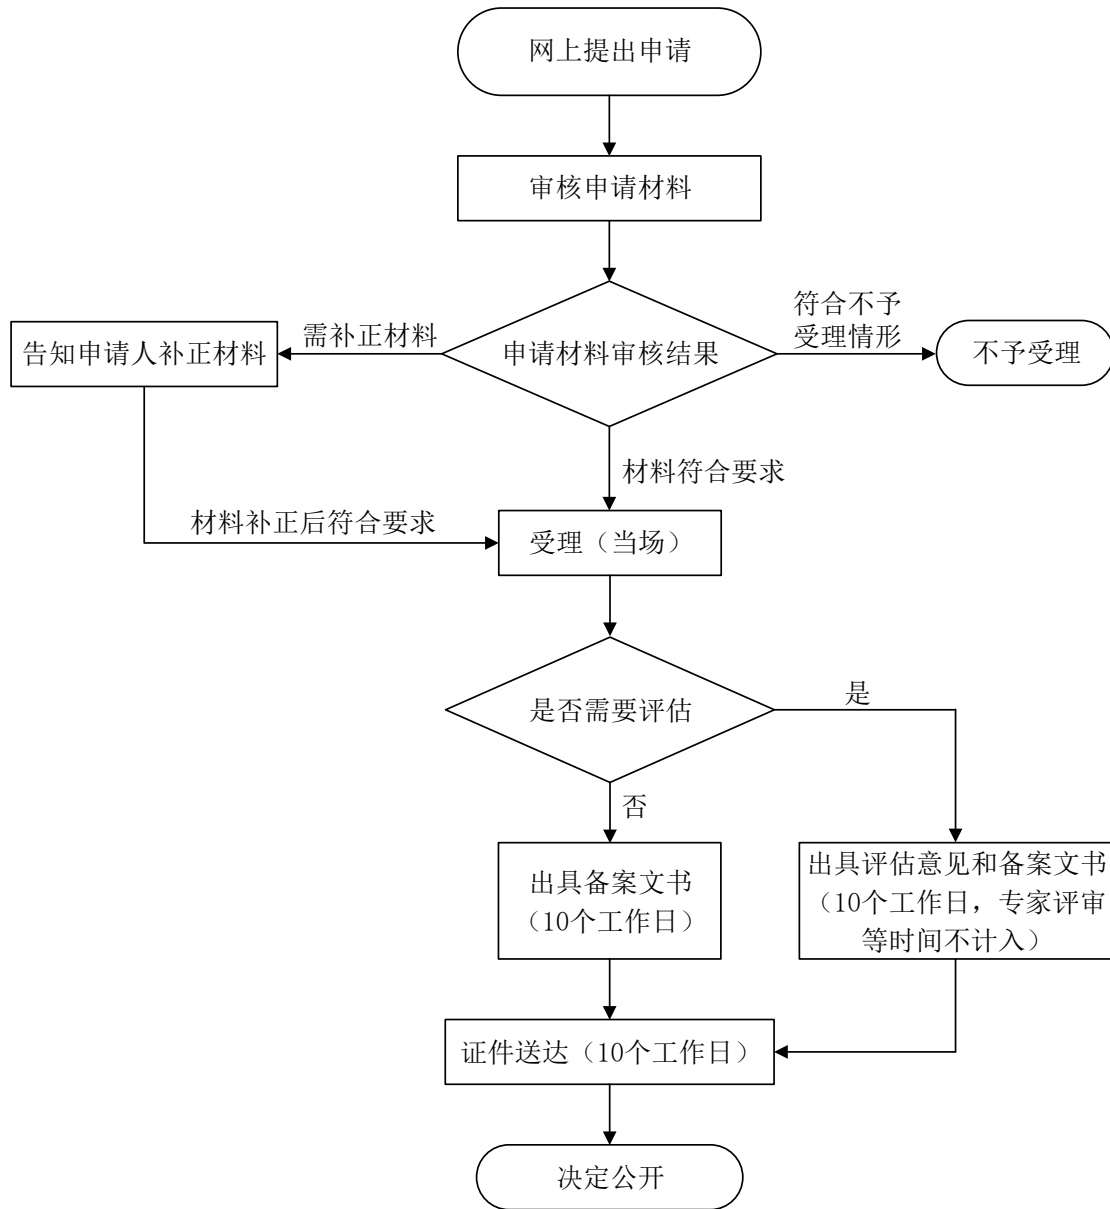 网上提出申请
审核申请材料
符合不予
受理情形
需补正材料
告知申请人补正材料
申请材料审核结果
不予受理
材料符合要求
材料补正后符合要求
受理（当场）
是否需要评估
是
否
出具备案文书
（10个工作日）
出具评估意见和备案文书
（10个工作日，专家评审
等时间不计入）
证件送达（10个工作日）
决定公开